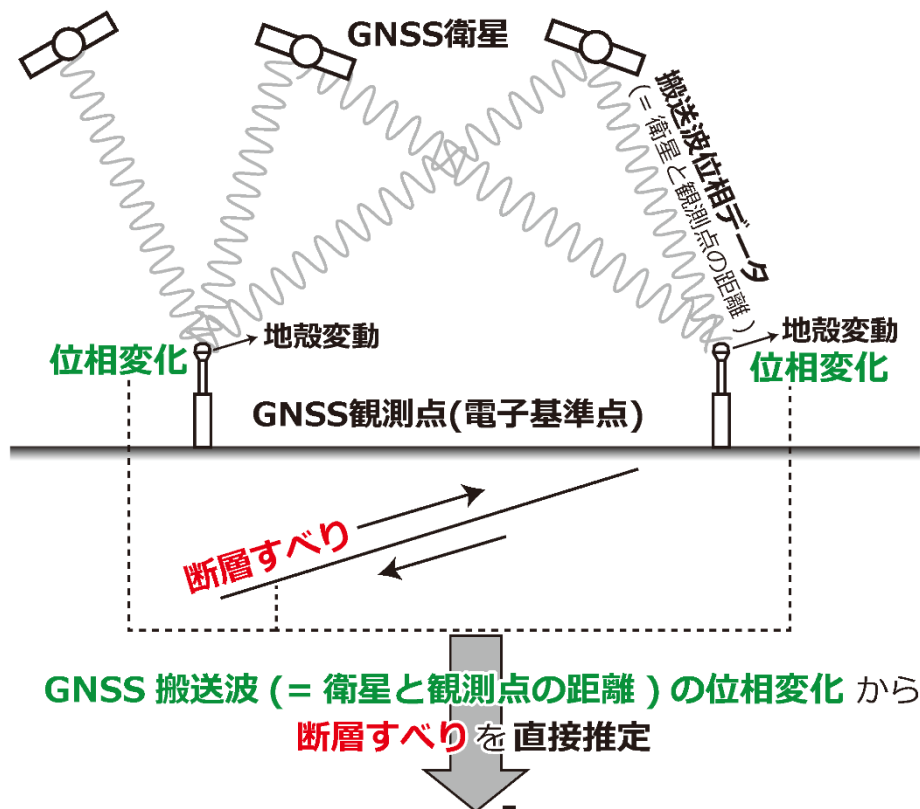 GNSS衛星
搬送波位相データ
(= 衛星と観測点の距離 )
地殻変動
位相変化
地殻変動
位相変化
GNSS観測点(電子基準点)
断層すべり
GNSS 搬送波 (= 衛星と観測点の距離 ) の位相変化 から
断層すべり を 直接推定